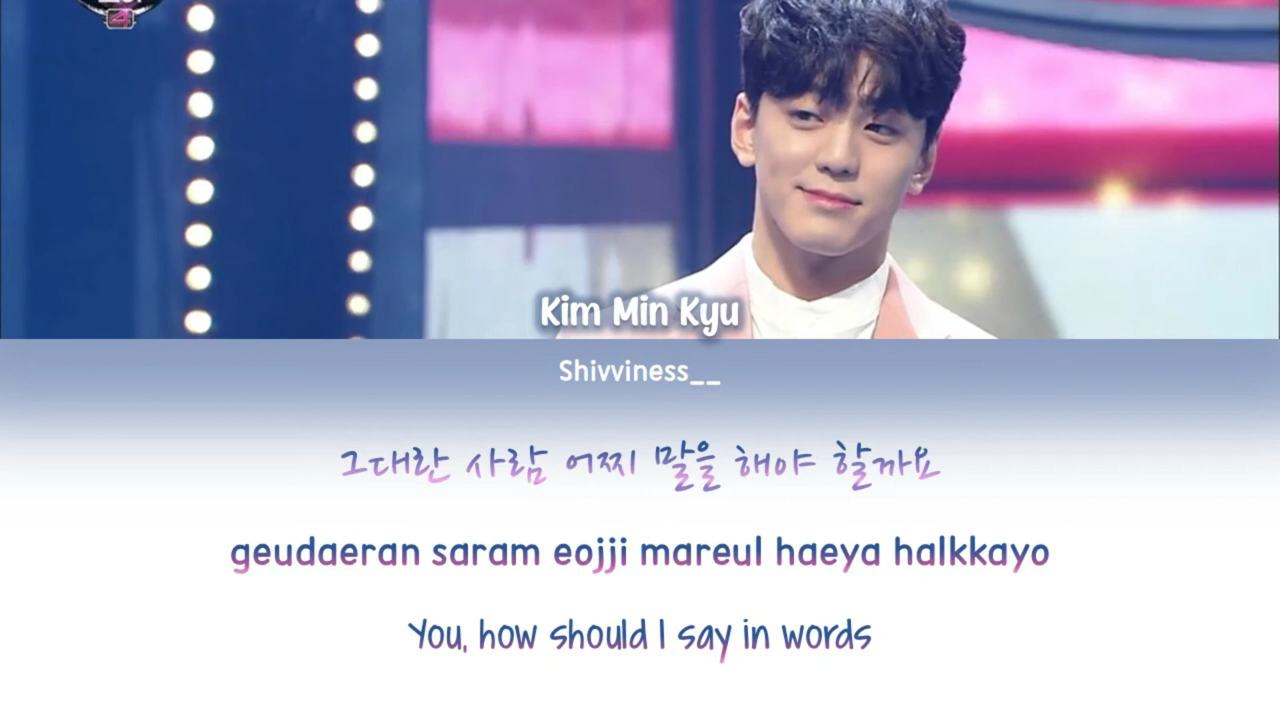 4
Kim Min Kyu
Shivviness__
그대란 사람 어찌 말을 해야 할까요
geudaeran saram eojji mareul haeya halkkayo
You, how should I say in words